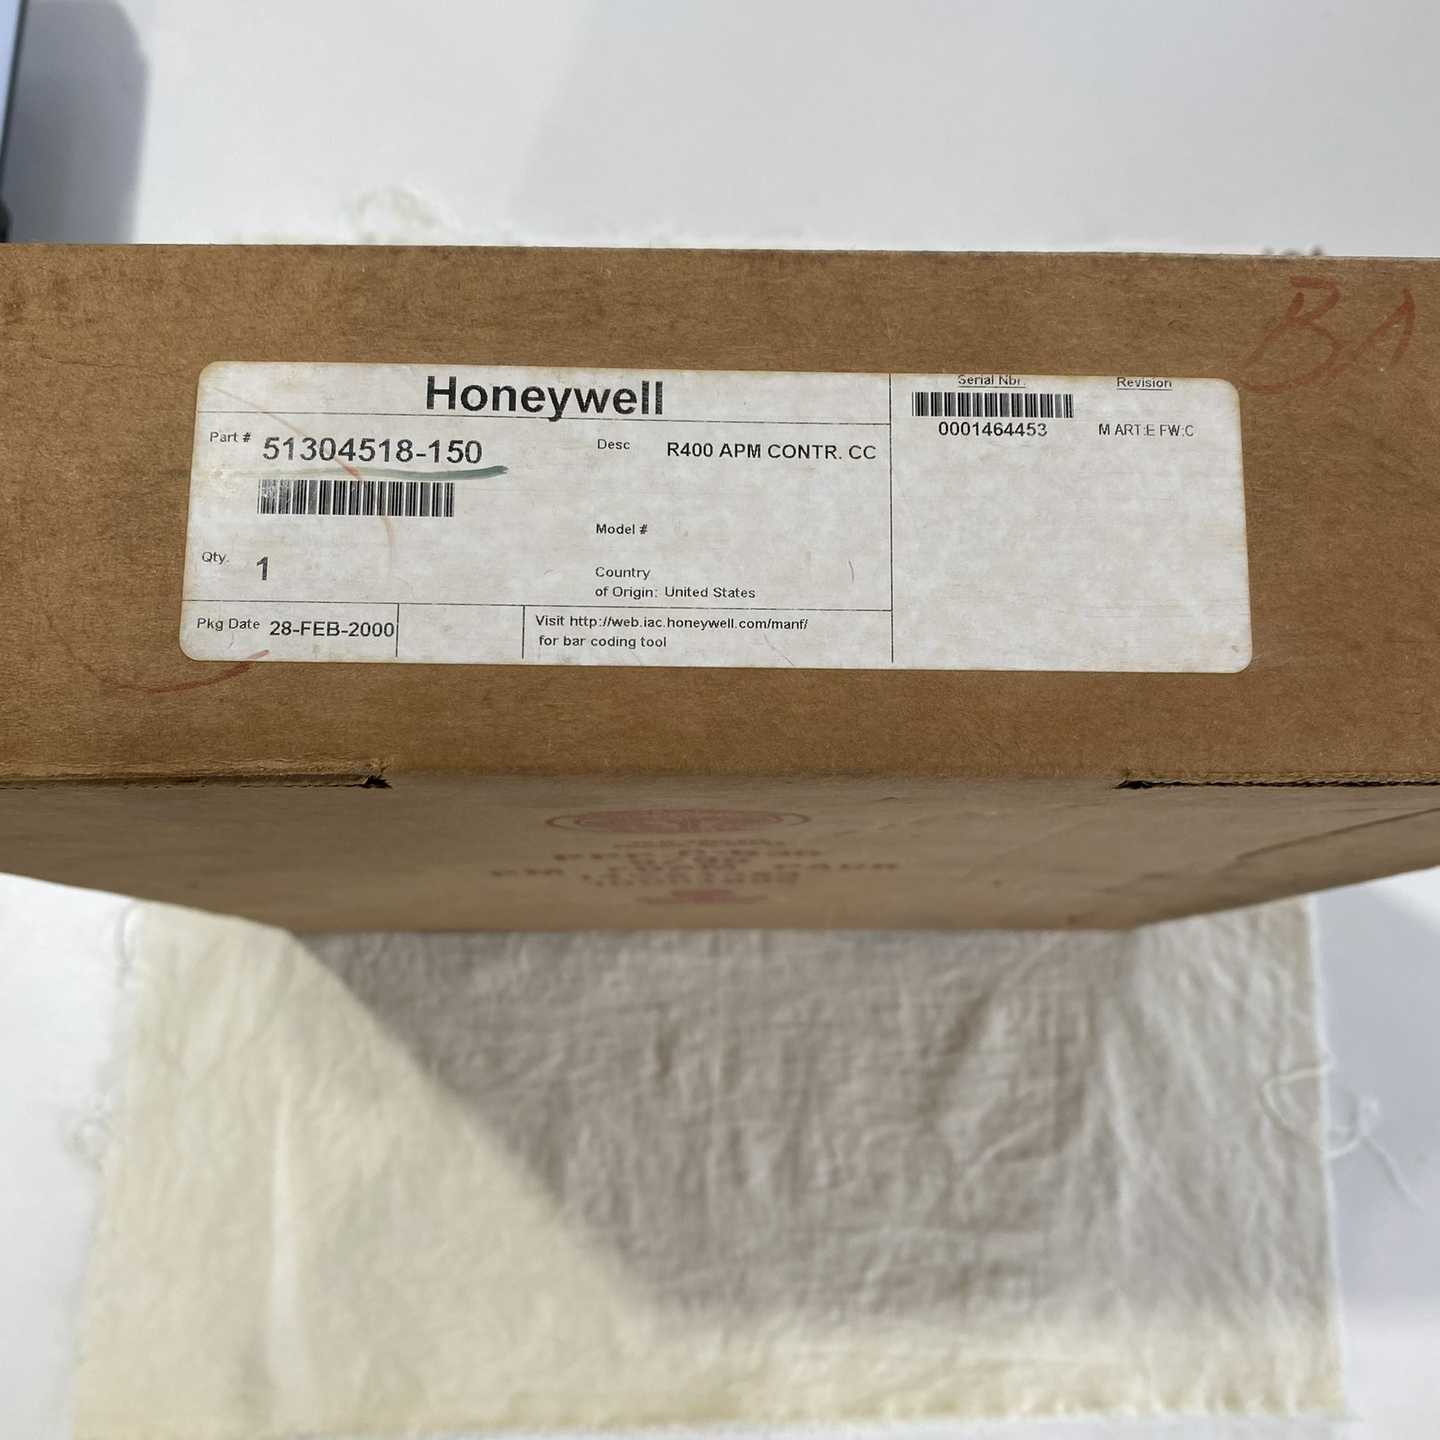 BA
Honeywell
Part # 51304518-150
Desc R400 APM CONTR. CC
Model #
Qty. 1
Country
of Origin: United States
Pkg Date 28-FEB-2000
Visit http://web.iac.honeywell.com/manf/
for bar coding tool
Serial Nbr. Revision
0001464453 M ART:E FW:C